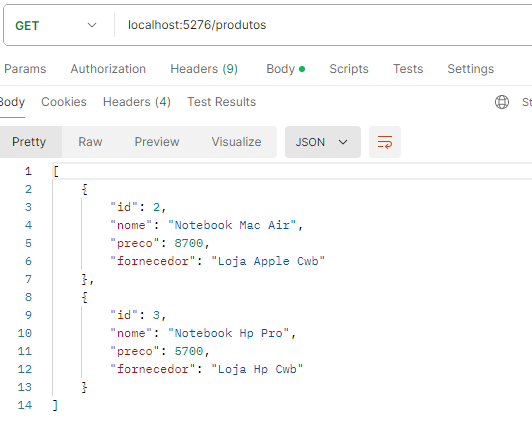 GET localhost:5276/produtos
Params Authorization Headers (9) Body Scripts Tests Settings
Body Cookies Headers (4) Test Results
Pretty Raw Preview Visualize JSON
1 [
2 {
3 "id": 2,
4 "nome": "Notebook Mac Air",
5 "preco": 8700,
6 "fornecedor": "Loja Apple Cwb"
7 },
8 {
9 "id": 3,
10 "nome": "Notebook Hp Pro",
11 "preco": 5700,
12 "fornecedor": "Loja Hp Cwb"
13 }
14 ]